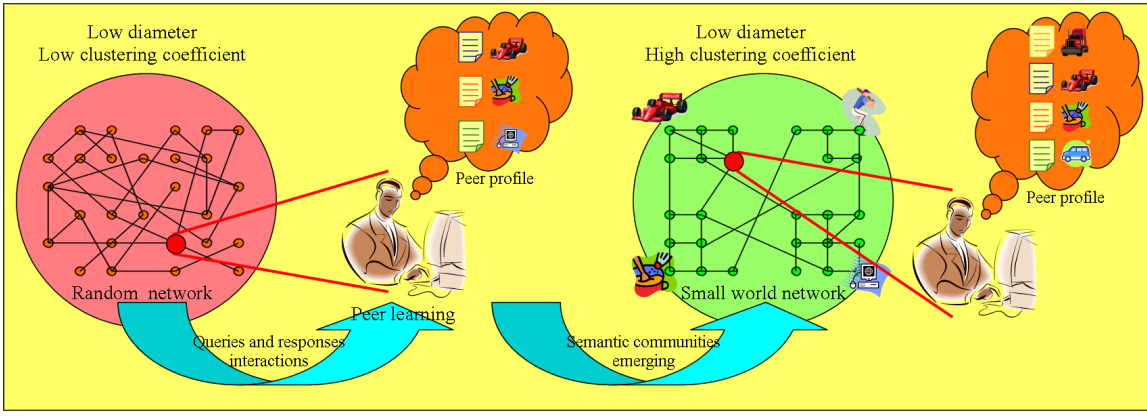 Low diameter
Low clustering coefficient
Peer profile
Random network
Peer learning
Queries and responses
interactions
Low diameter
High clustering coefficient
Peer profile
Small world network
Semantic communities
emerging